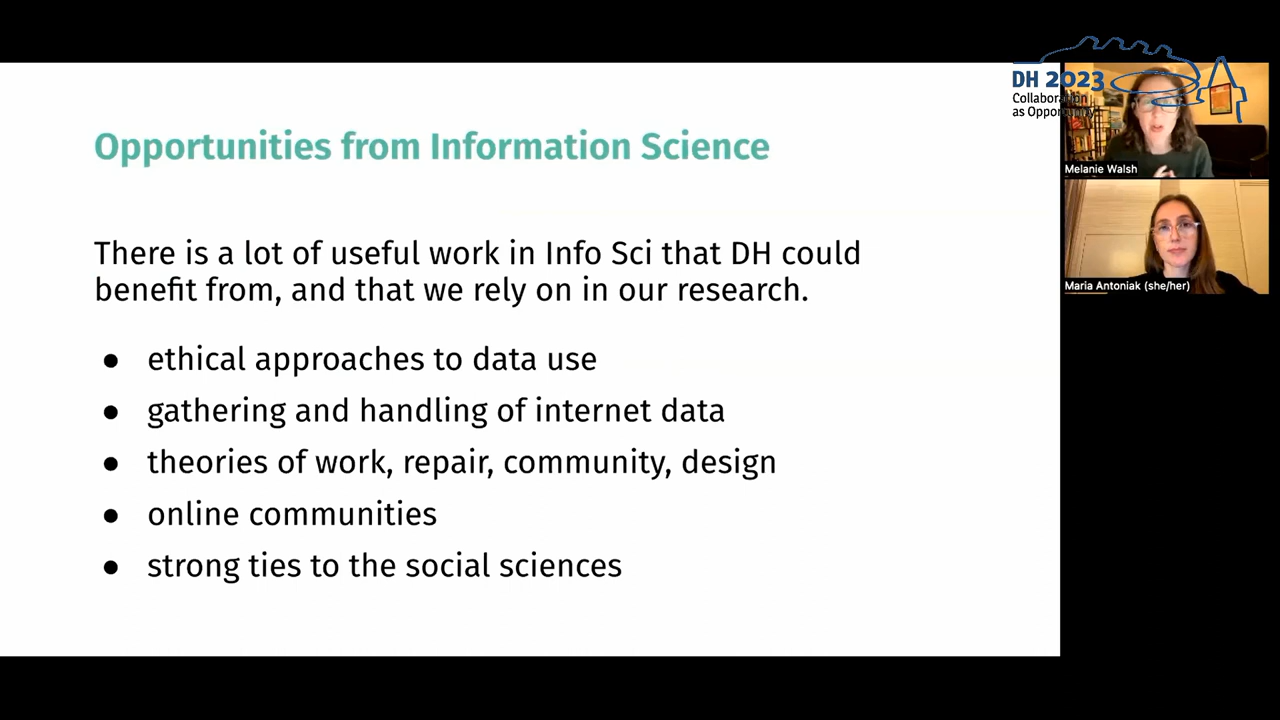 Opportunities from Information Science
There is a lot of useful work in Info Sci that DH could
benefit from, and that we rely on in our research.
● ethical approaches to data use
● gathering and handling of internet data
● theories of work, repair, community, design
● online communities
● strong ties to the social sciences
DH 2023
Collaboration
as Opportunity
Melanie Walsh
Maria Antoniak (she/her)